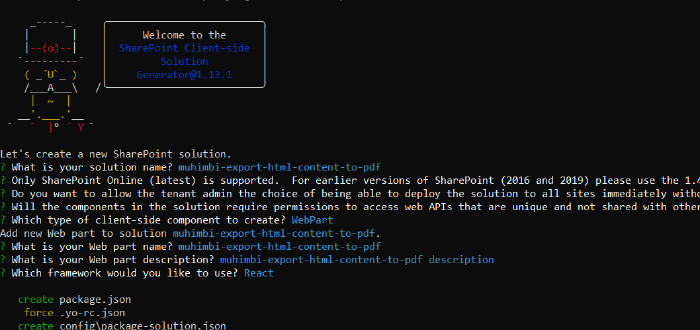 Welcome to the
SharePoint Client-side
Solution
Generator@1.13.1
Let's create a new SharePoint solution.
? What is your solution name? muhimbi-export-html-content-to-pdf
? Only SharePoint Online (latest) is supported.  For earlier versions of SharePoint (2016 and 2019) please use the 1.4
? Do you want to allow the tenant admin the choice of being able to deploy the solution to all sites immediately witho
? Will the components in the solution require permissions to access web APIs that are unique and not shared with other
? Which type of client-side component to create? WebPart
Add new Web part to solution muhimbi-export-html-content-to-pdf.
? What is your Web part name? muhimbi-export-html-content-to-pdf
? What is your Web part description? muhimbi-export-html-content-to-pdf description
? Which framework would you like to use? React
create package.json
force .yo-rc.json
create config\package-solution.json